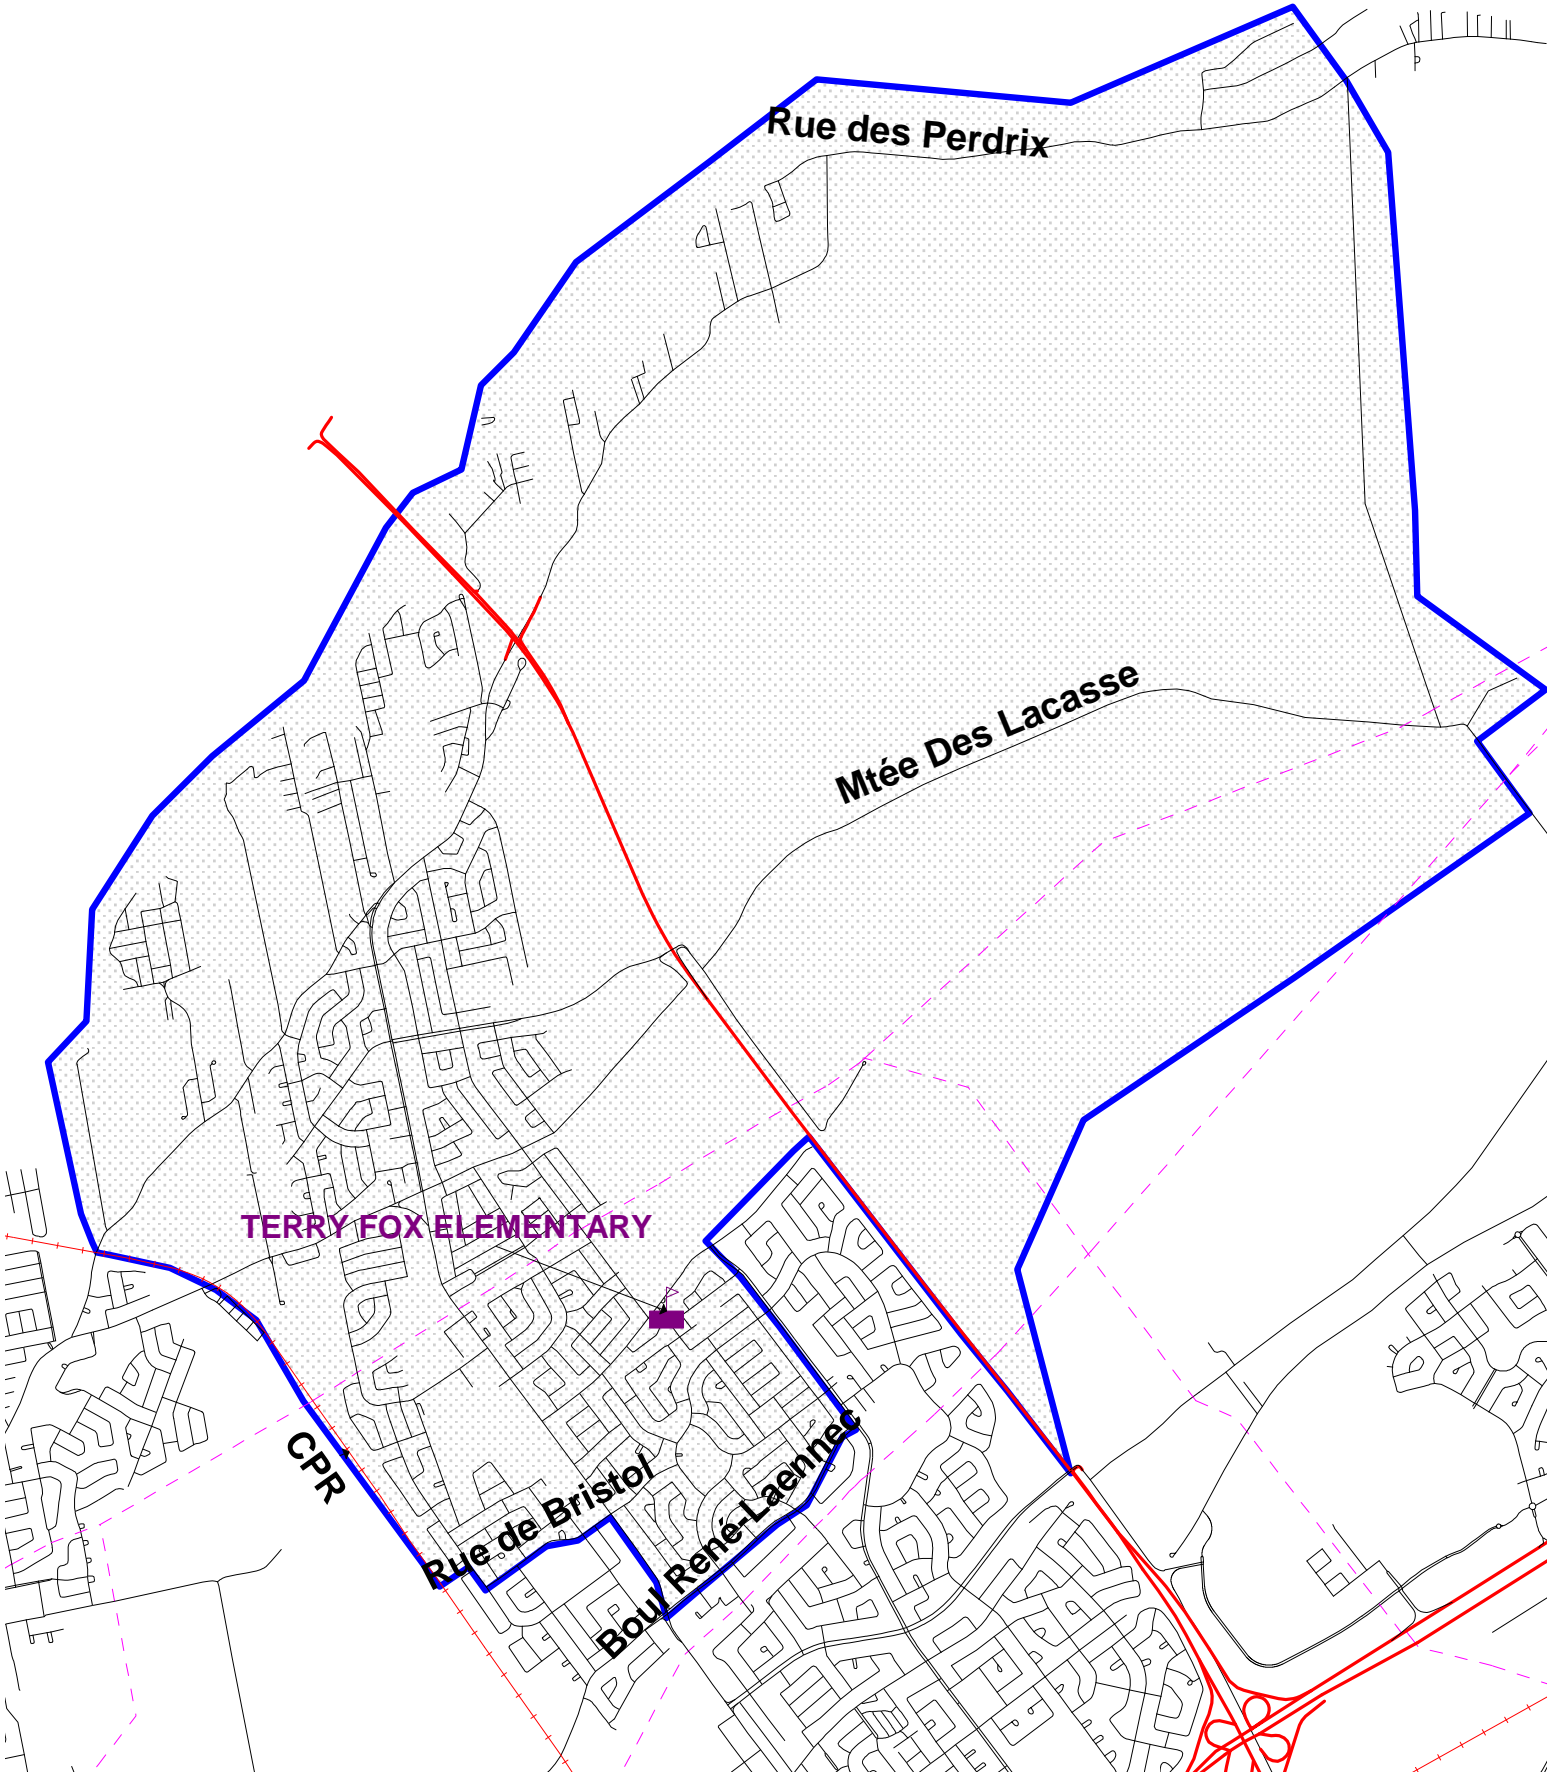 Rue des Perdrix
Mtée Des Lacasse
TERRY FOX ELEMENTARY
CPR
Rue de Bristol
Boul René-Laennec